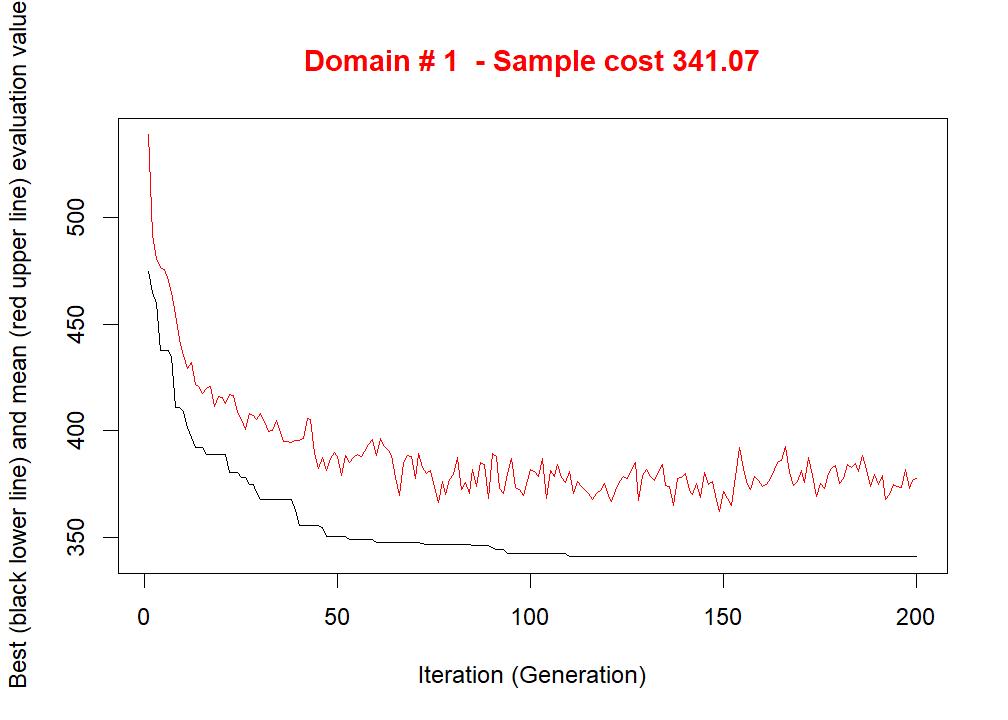 Domain # 1  - Sample cost 341.07
Best (black lower line) and mean (red upper line) evaluation value
500
450
400
350
0 50 100 150 200
Iteration (Generation)